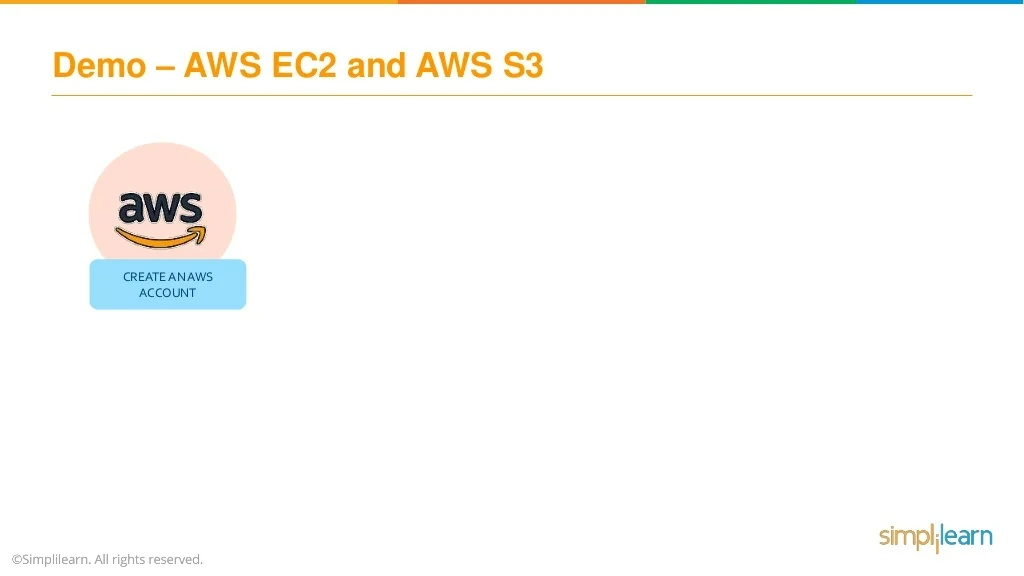 Demo – AWS EC2 and AWS S3
aws
CREATE AN AWS
ACCOUNT
simplilearn
©Simplilearn. All rights reserved.